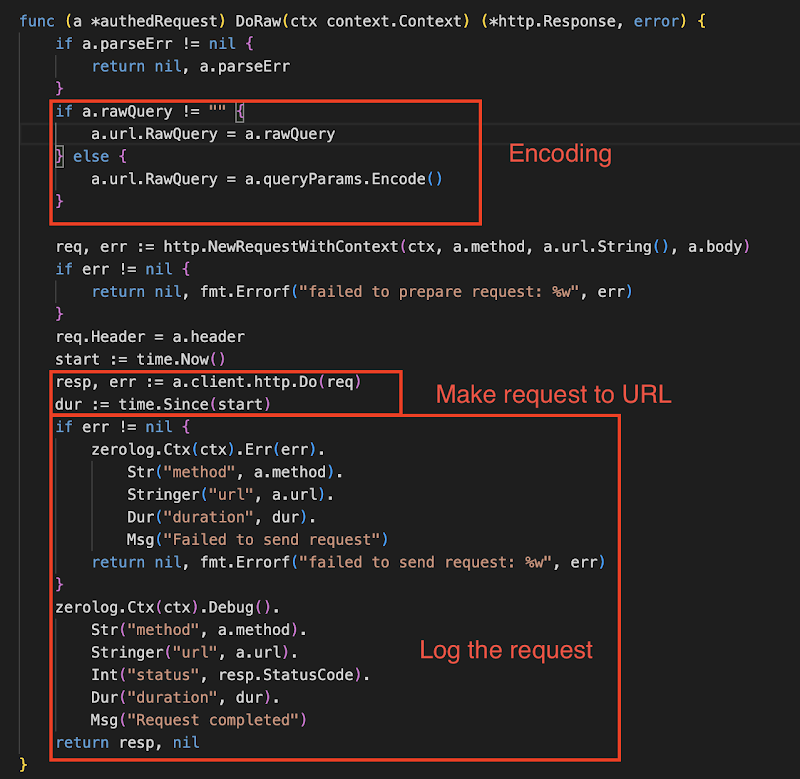 func (a *authedRequest) DoRaw(ctx context.Context) (*http.Response, error) {
    if a.parseErr != nil {
        return nil, a.parseErr
    }
    if a.rawQuery != "" {
        a.url.RawQuery = a.rawQuery
    } else {
        a.url.RawQuery = a.queryParams.Encode()
    }
Encoding
    req, err := http.NewRequestWithContext(ctx, a.method, a.url.String(), a.body)
    if err != nil {
        return nil, fmt.Errorf("failed to prepare request: %w", err)
    }
    req.Header = a.header
    start := time.Now()
    resp, err := a.client.http.Do(req)
    dur := time.Since(start)
Make request to URL
    if err != nil {
        zerolog.Ctx(ctx).Err(err).
            Str("method", a.method).
            Stringer("url", a.url).
            Dur("duration", dur).
            Msg("Failed to send request")
        return nil, fmt.Errorf("failed to send request: %w", err)
    }
    zerolog.Ctx(ctx).Debug().
        Str("method", a.method).
        Stringer("url", a.url).
        Int("status", resp.StatusCode).
        Dur("duration", dur).
        Msg("Request completed")
    return resp, nil
Log the request
}